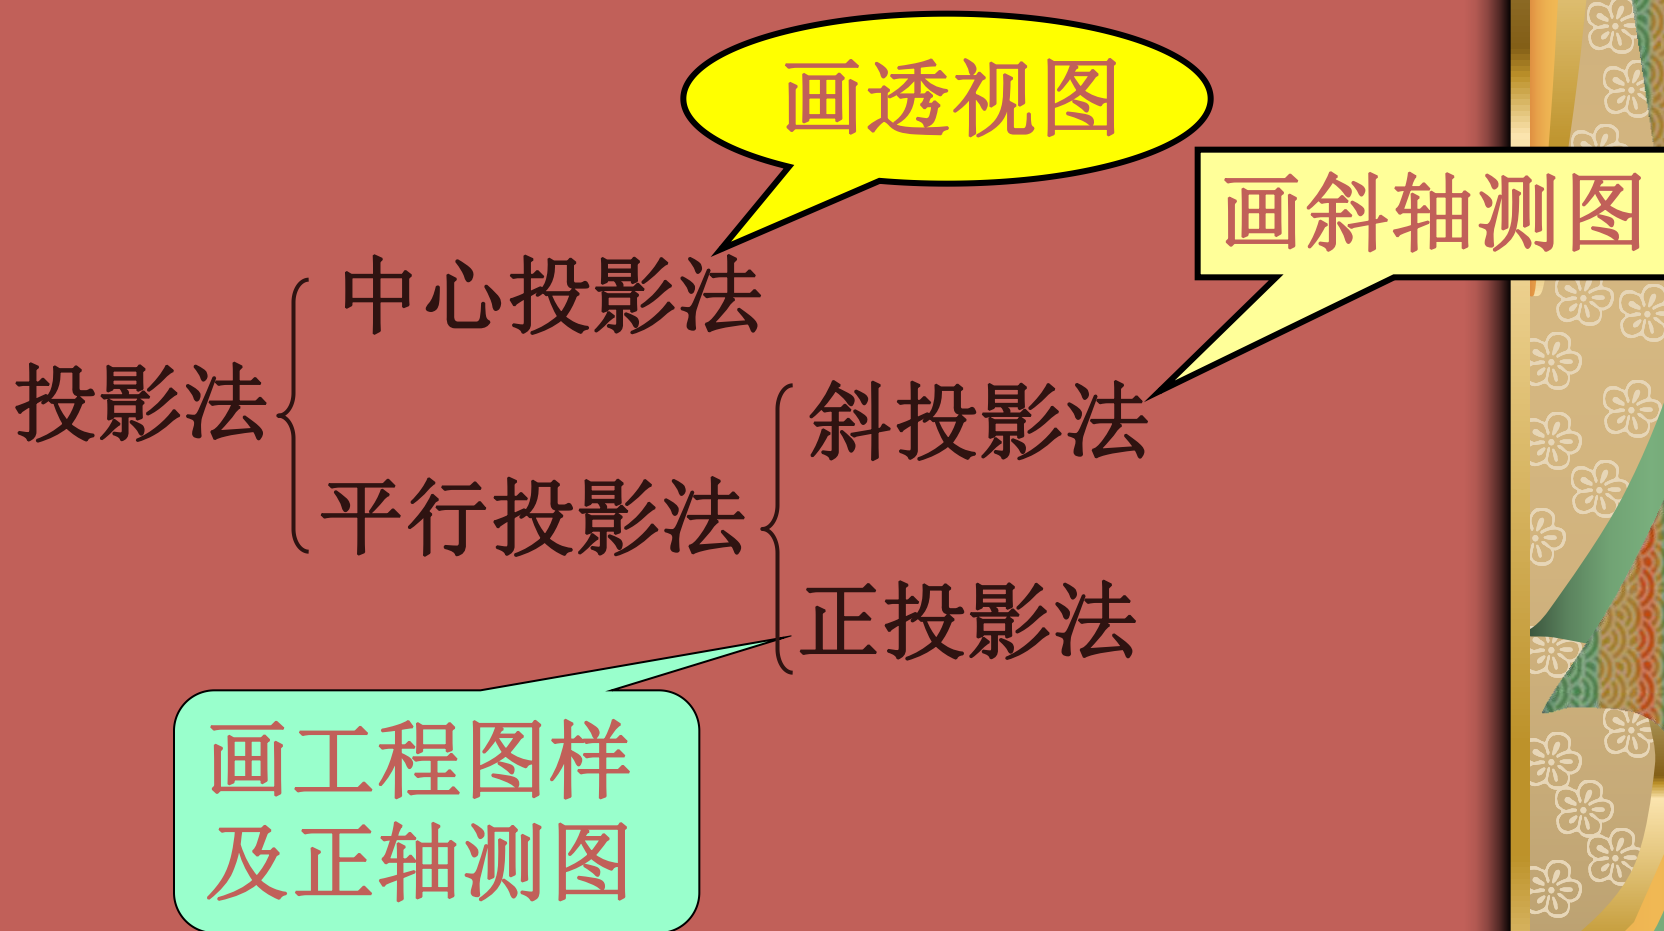 画透视图
画斜轴测图
中心投影法
投影法
斜投影法
平行投影法
正投影法
画工程图样
及正轴测图